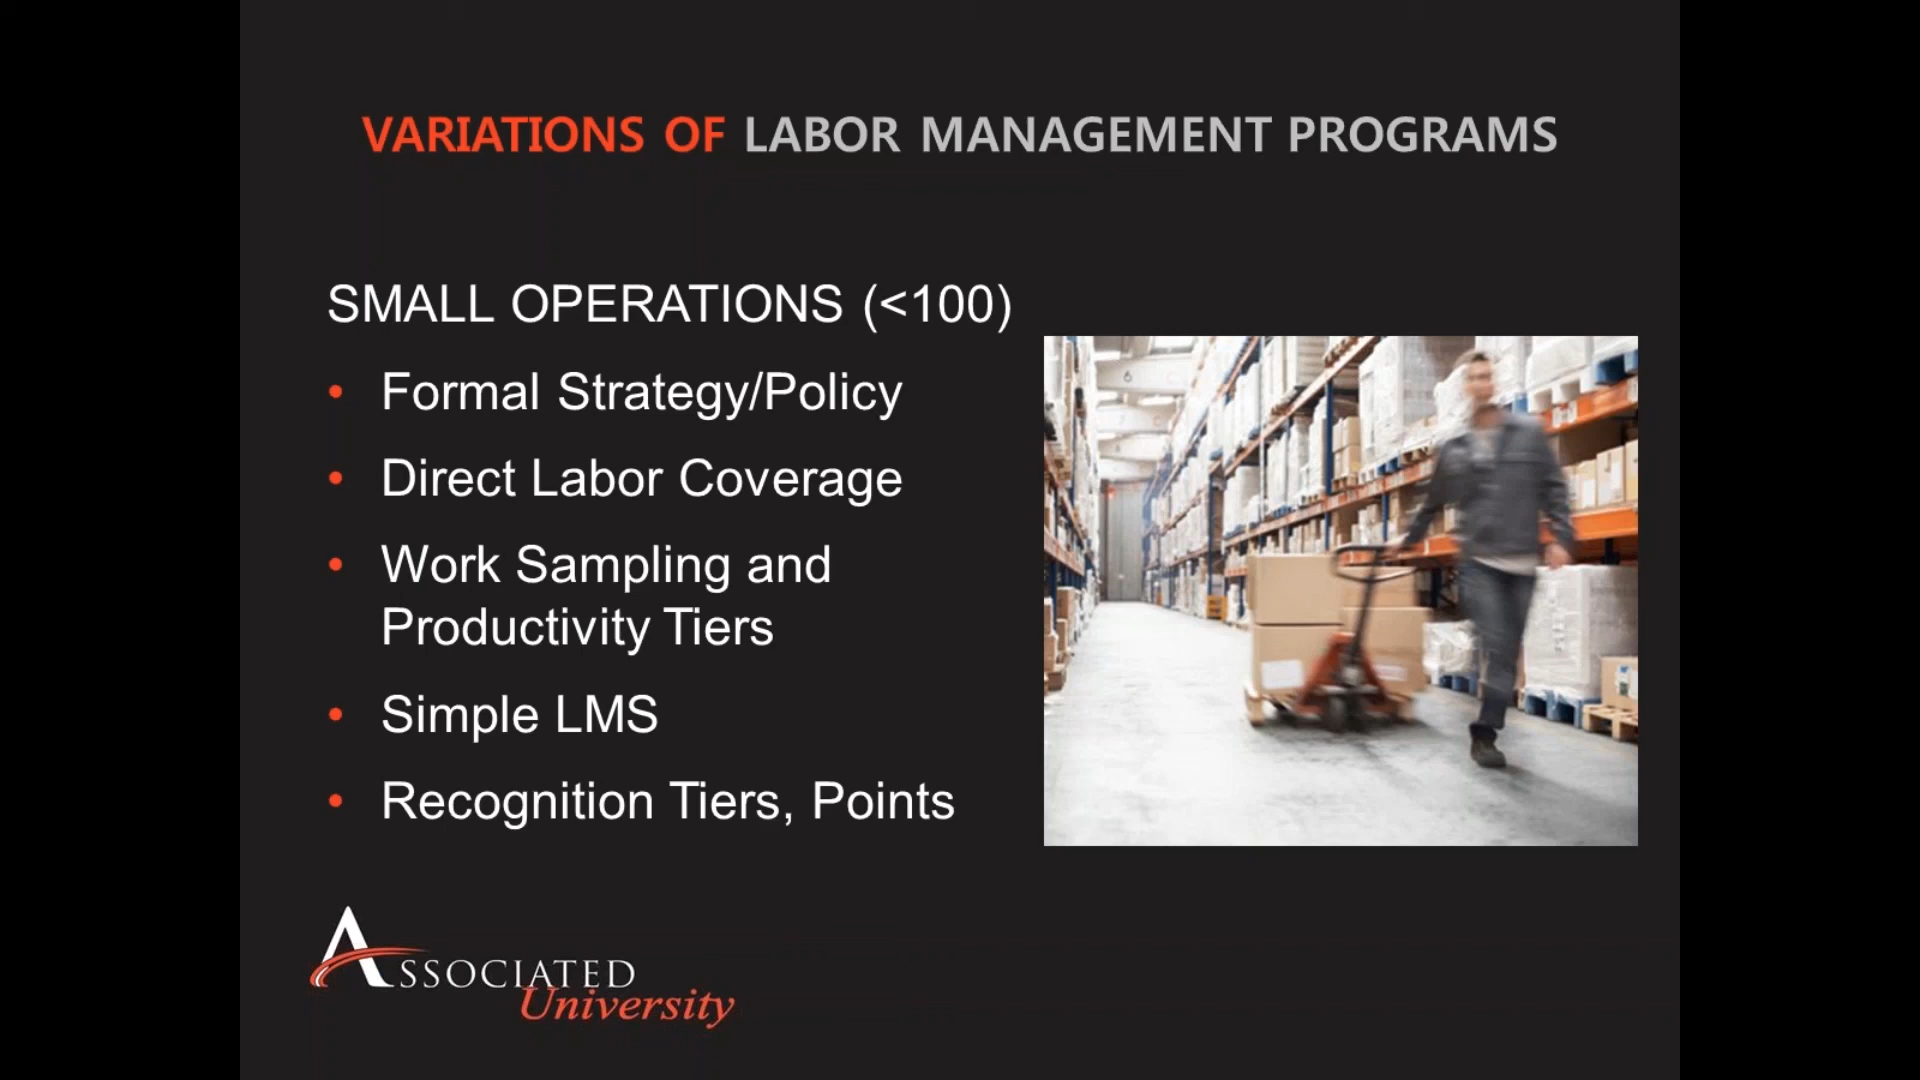 VARIATIONS OF LABOR MANAGEMENT PROGRAMS
SMALL OPERATIONS (<100)
• Formal Strategy/Policy
• Direct Labor Coverage
• Work Sampling and
Productivity Tiers
• Simple LMS
• Recognition Tiers, Points
ASSOCIATED
University